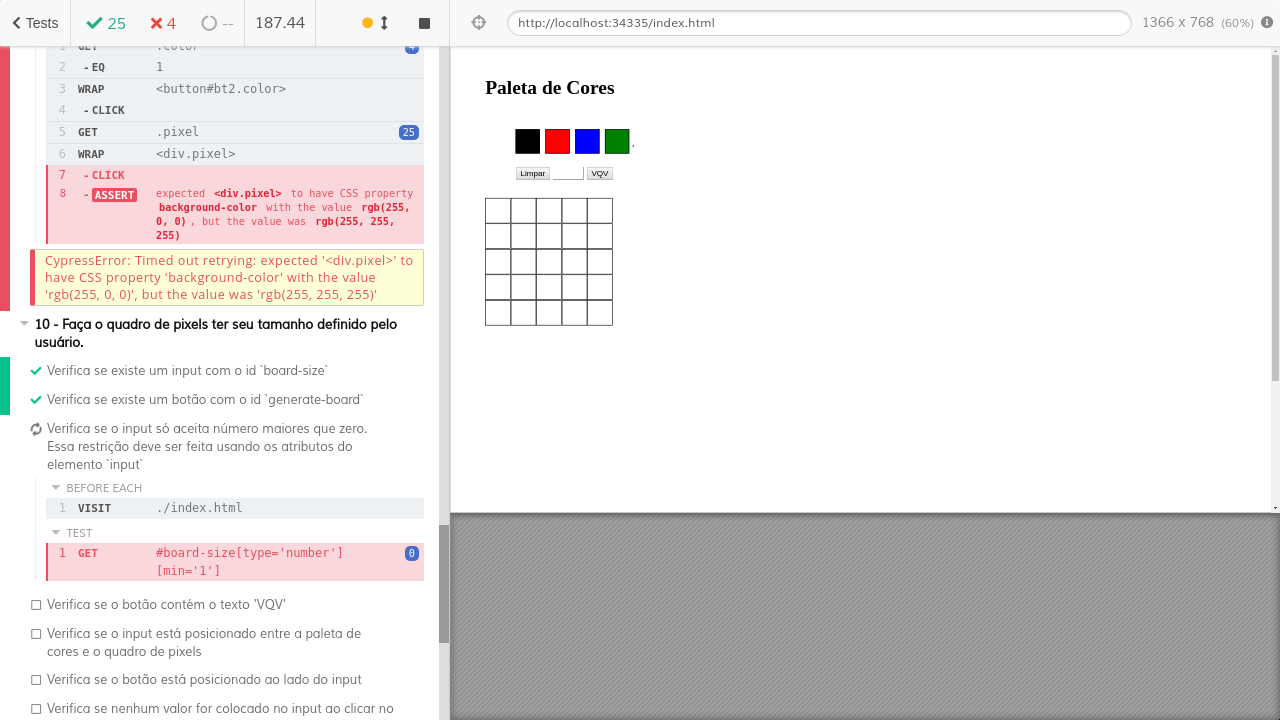 Tests
25
4
--
187.44
http://localhost:34335/index.html
1366 x 768 (60%)
1 GET .color 4
2 - EQ 1
3 WRAP <button#bt2.color>
4 - CLICK
5 GET .pixel 25
6 WRAP <div.pixel>
7 - CLICK
8 - ASSERT expected <div.pixel> to have CSS property
background-color with the value rgb(255,
0, 0) , but the value was rgb(255, 255,
255)
CypressError: Timed out retrying: expected '<div.pixel>' to
have CSS property 'background-color' with the value
'rgb(255, 0, 0)', but the value was 'rgb(255, 255, 255)'
10 - Faça o quadro de pixels ter seu tamanho definido pelo
usuário.
Verifica se existe um input com o id `board-size`
Verifica se existe um botão com o id `generate-board`
Verifica se o input só aceita número maiores que zero.
Essa restrição deve ser feita usando os atributos do
elemento `input`
BEFORE EACH
1 VISIT ./index.html
TEST
1 GET #board-size[type='number'] 0
[min='1']
Verifica se o botão contém o texto 'VQV'
Verifica se o input está posicionado entre a paleta de
cores e o quadro de pixels
Verifica se o botão está posicionado ao lado do input
Verifica se nenhum valor for colocado no input ao clicar no
Paleta de Cores
,
Limpar
VQV